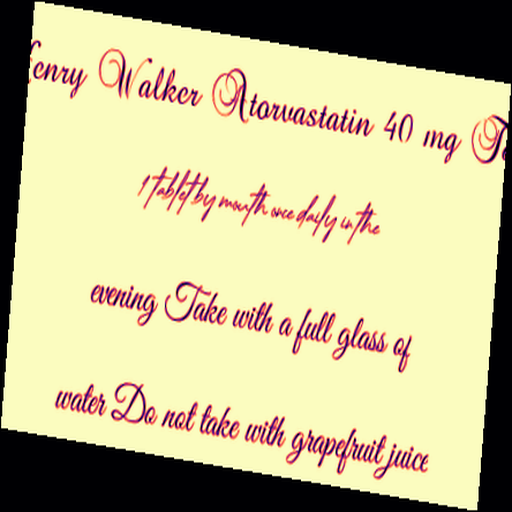 Walker Atorvastatin 40 mg
1 tablet by mouth once daily in the
evening Take with a full glass of
water Do not take with grapefruit juice